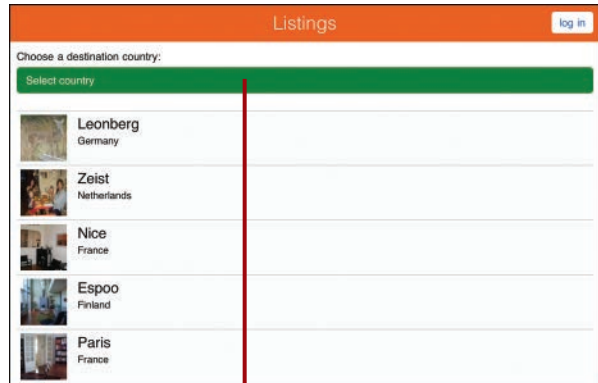 Listings
log in
Choose a destination country:
Select country
Leonberg
Germany
Zeist
Netherlands
Nice
France
Espoo
Finland
Paris
France